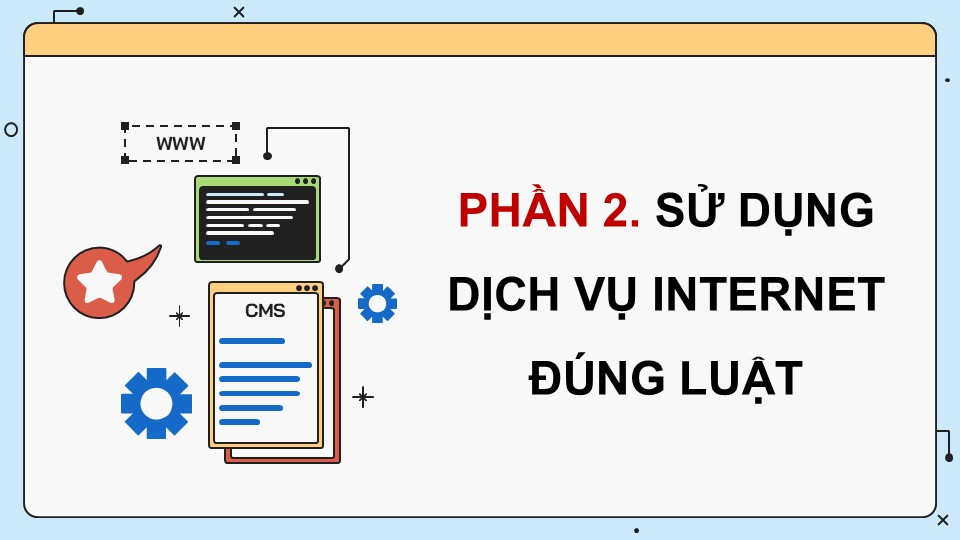 WWW
CMS
PHẦN 2. SỬ DỤNG
DỊCH VỤ INTERNET
ĐÚNG LUẬT